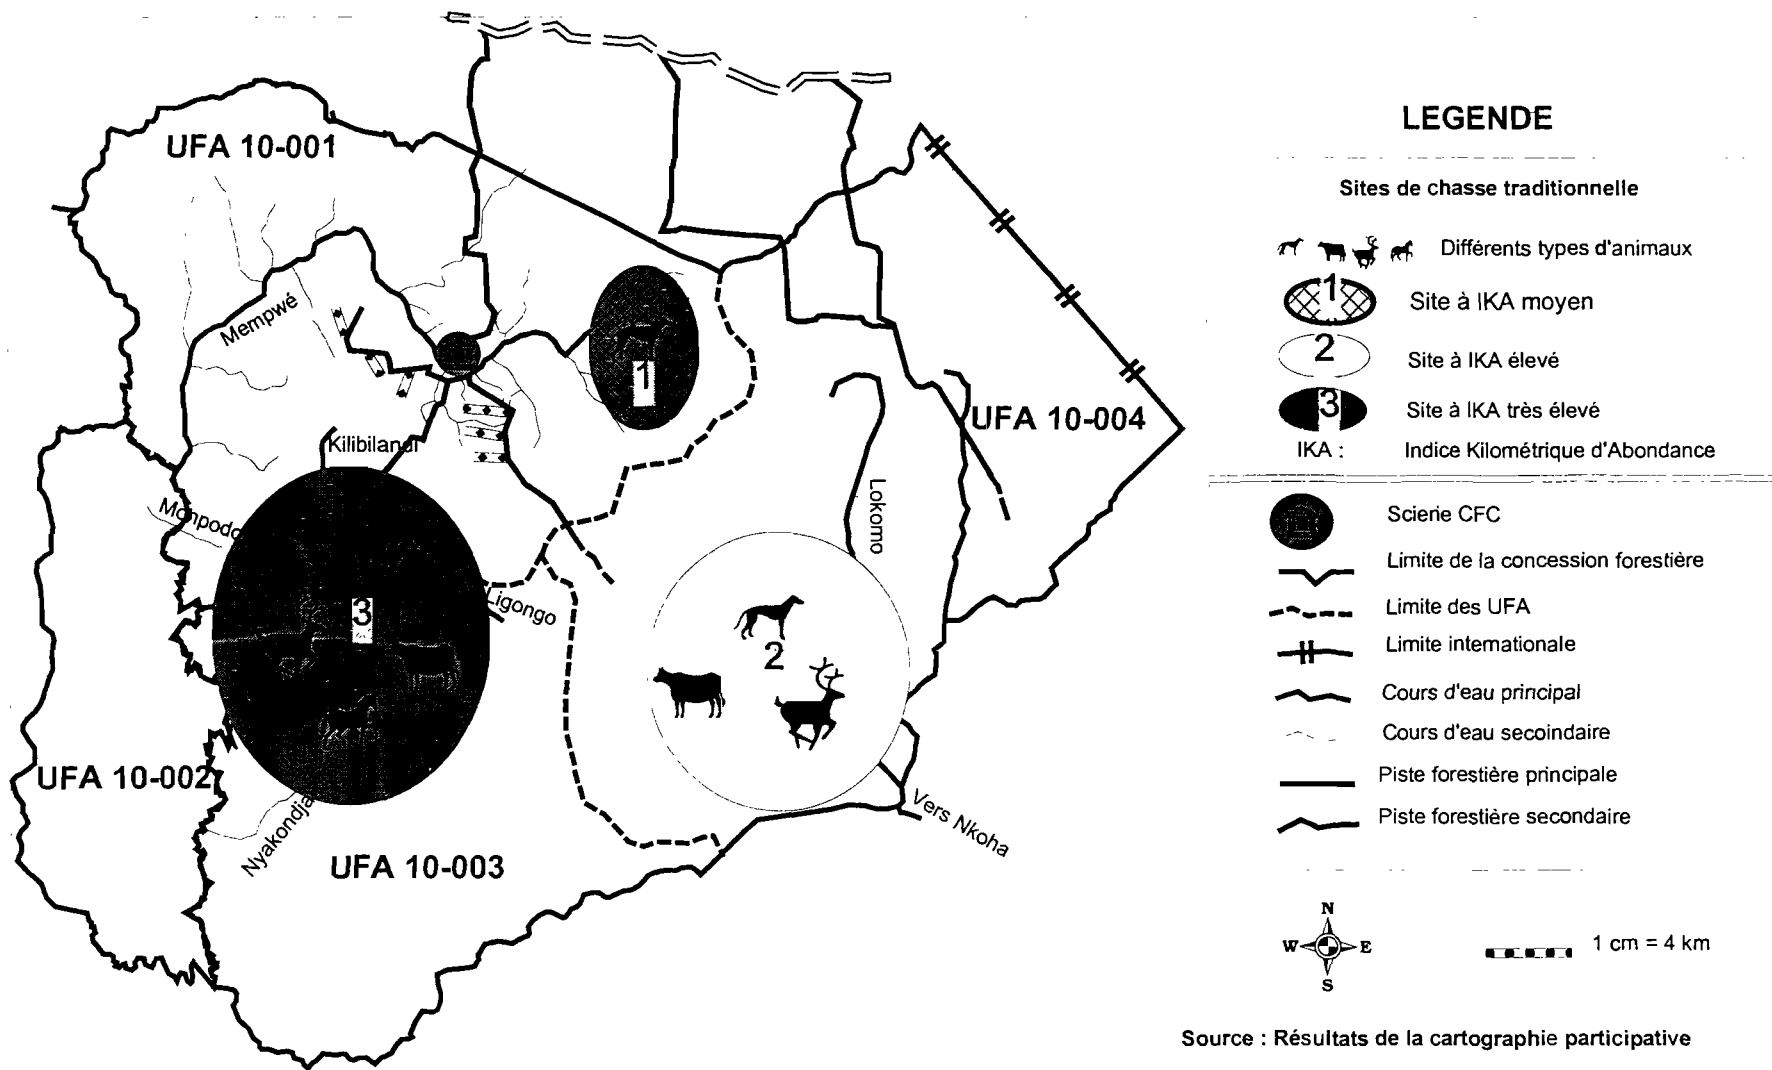 UFA 10-001
Mempwé
1
UFA 10-004
Kilibilandi
Monpodo
Lokomo
3
Ligongo
2
UFA 10-002
Nyakondja
Vers Nkoha
UFA 10-003
LEGENDE
Sites de chasse traditionnelle
Différents types d'animaux
1 Site à IKA moyen
2 Site à IKA élevé
3 Site à IKA très élevé
IKA : Indice Kilométrique d'Abondance
Scierie CFC
Limite de la concession forestière
Limite des UFA
Limite internationale
Cours d'eau principal
Cours d'eau secoindaire
Piste forestière principale
Piste forestière secondaire
N
W E
S
1 cm = 4 km
Source : Résultats de la cartographie participative